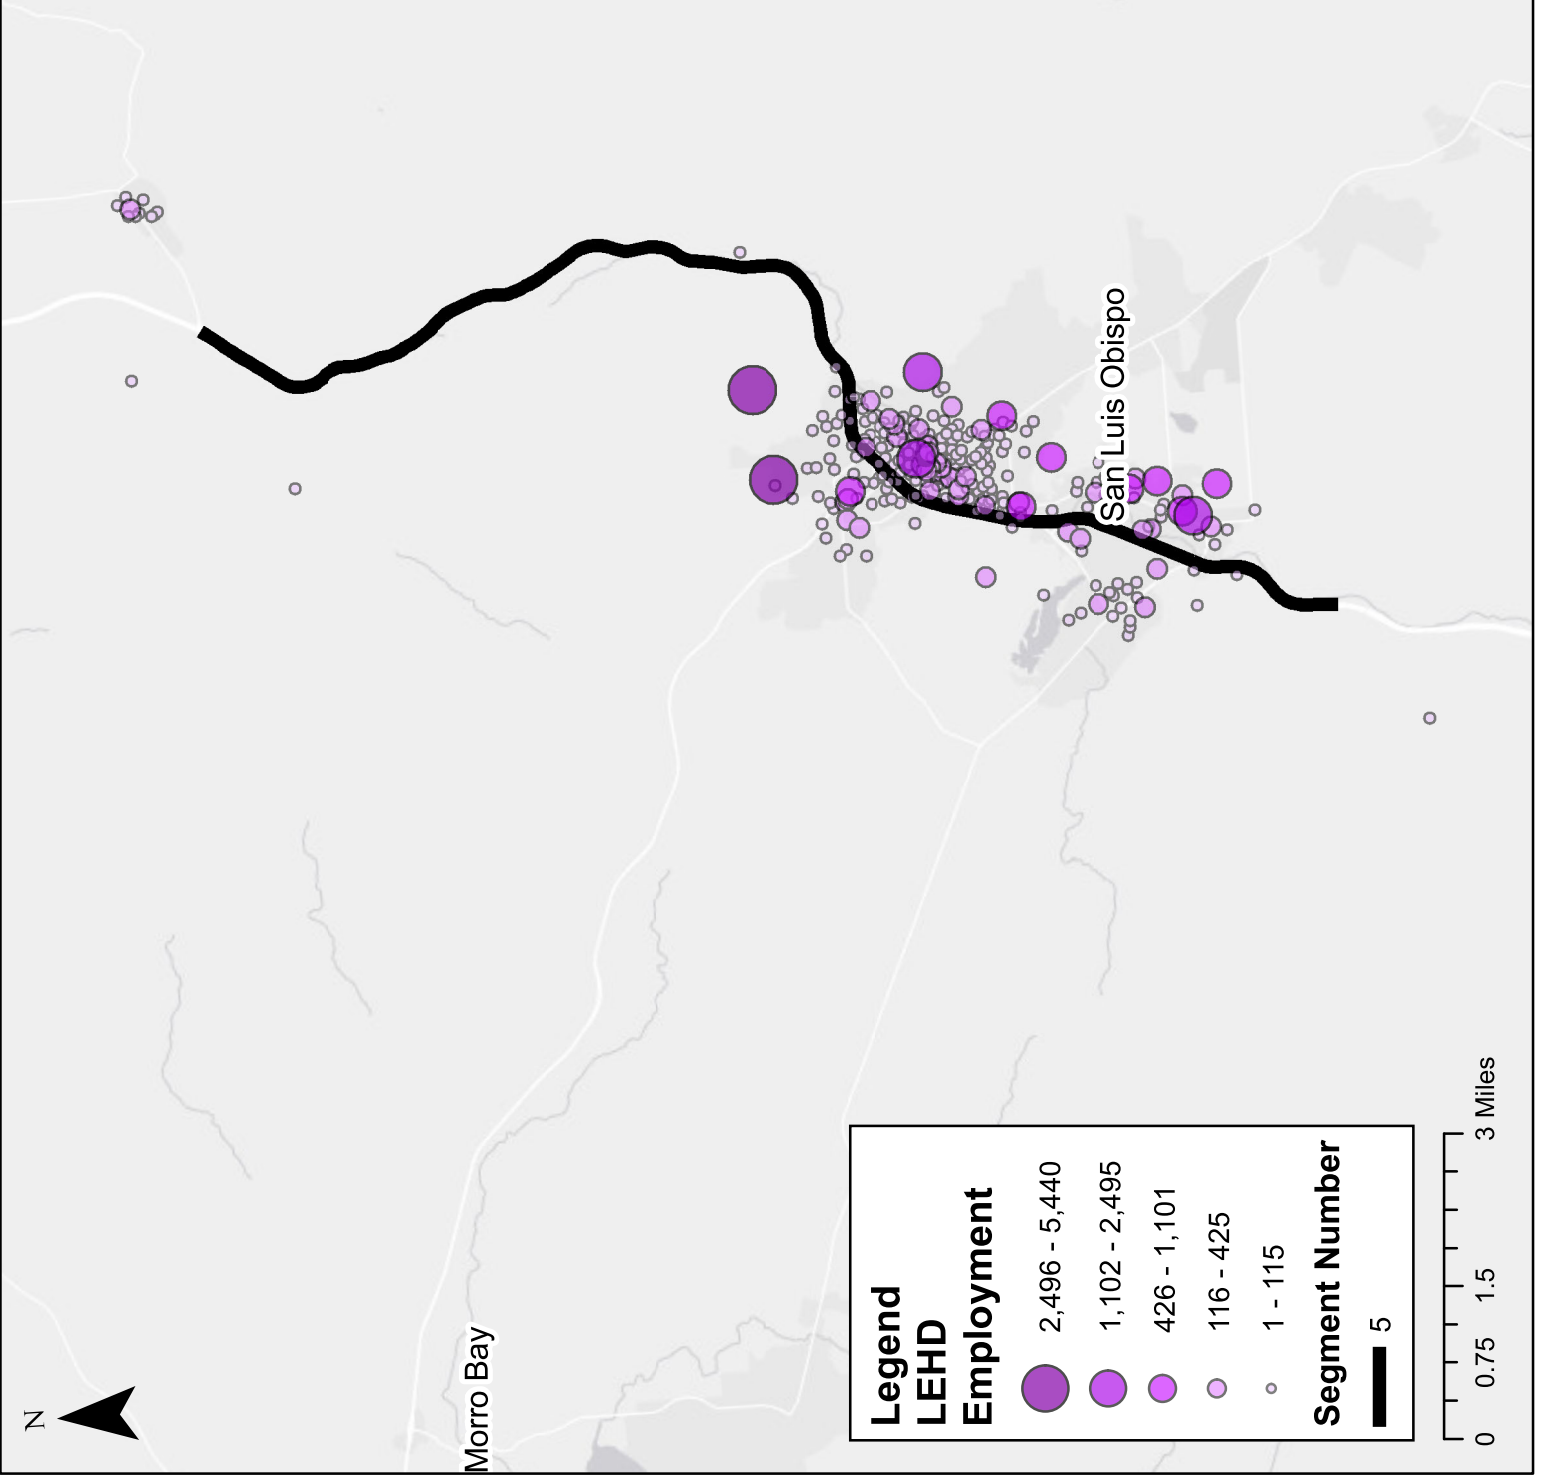 N
Morro Bay
San Luis Obispo
Legend
LEHD
Employment
2,496 - 5,440
1,102 - 2,495
426 - 1,101
116 - 425
1 - 115
Segment Number
5
0 0.75 1.5 3 Miles